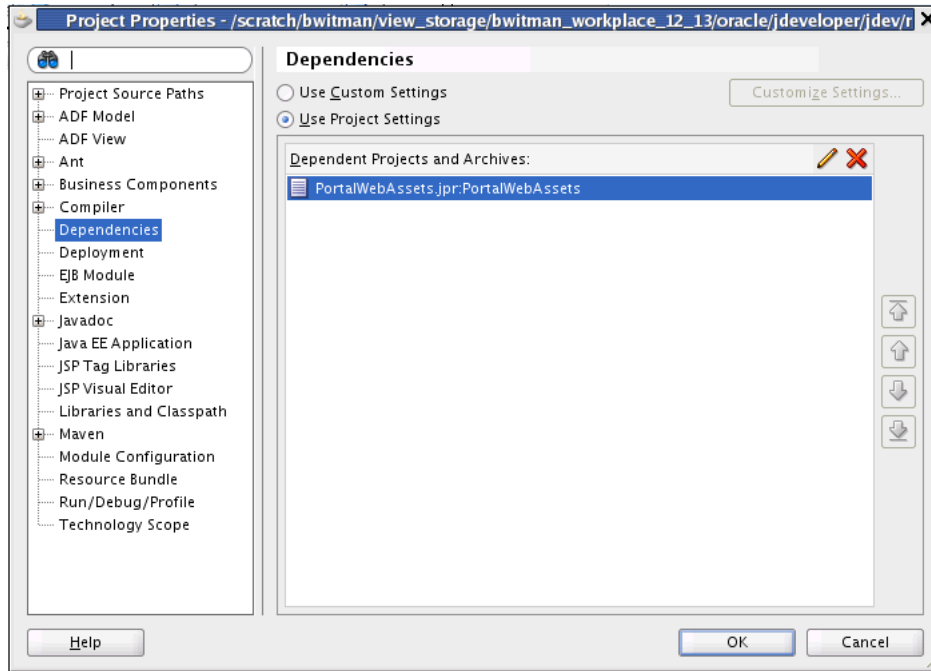 Project Properties - /scratch/bwitman/view_storage/bwitman_workplace_12_13/oracle/jdeveloper/jdev/r
Dependencies
Use Custom Settings
Customize Settings...
Use Project Settings
Project Source Paths
ADF Model
ADF View
Ant
Business Components
Compiler
Dependencies
Deployment
EJB Module
Extension
Javadoc
Java EE Application
JSP Tag Libraries
JSP Visual Editor
Libraries and Classpath
Maven
Module Configuration
Resource Bundle
Run/Debug/Profile
Technology Scope
Dependent Projects and Archives:
PortalWebAssets.jpr:PortalWebAssets
Help
OK
Cancel